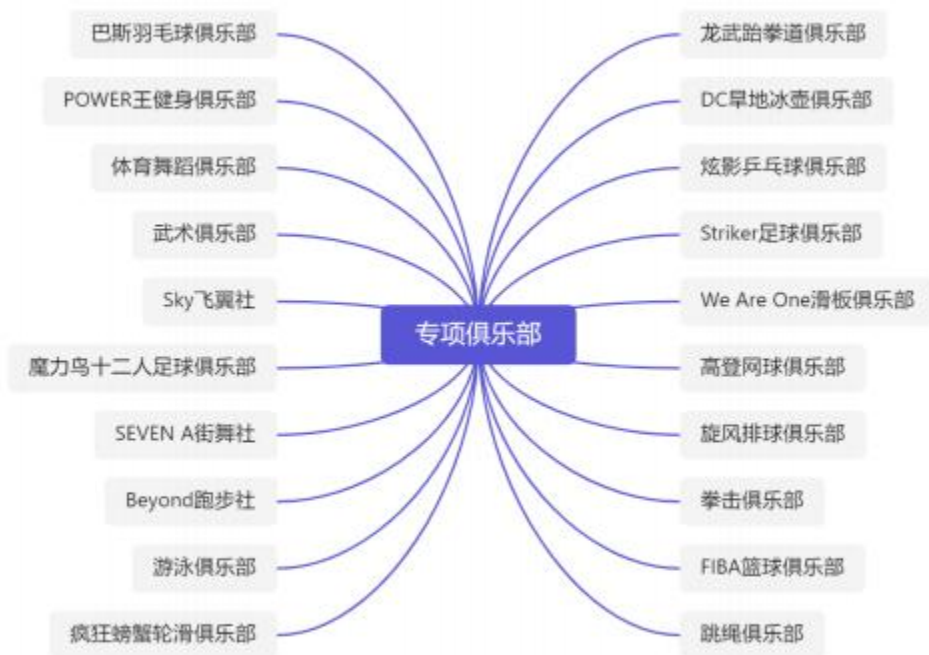 巴斯羽毛球俱乐部
POWER王健身俱乐部
体育舞蹈俱乐部
武术俱乐部
Sky飞翼社
魔力鸟十二人足球俱乐部
SEVEN A街舞社
Beyond跑步社
游泳俱乐部
疯狂螃蟹轮滑俱乐部
专项俱乐部
龙武跆拳道俱乐部
DC旱地冰壶俱乐部
炫影乒乓球俱乐部
Striker足球俱乐部
We Are One滑板俱乐部
高登网球俱乐部
旋风排球俱乐部
拳击俱乐部
FIBA篮球俱乐部
跳绳俱乐部